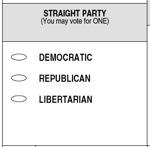 STRAIGHT PARTY
(You may vote for ONE)
DEMOCRATIC
REPUBLICAN
LIBERTARIAN